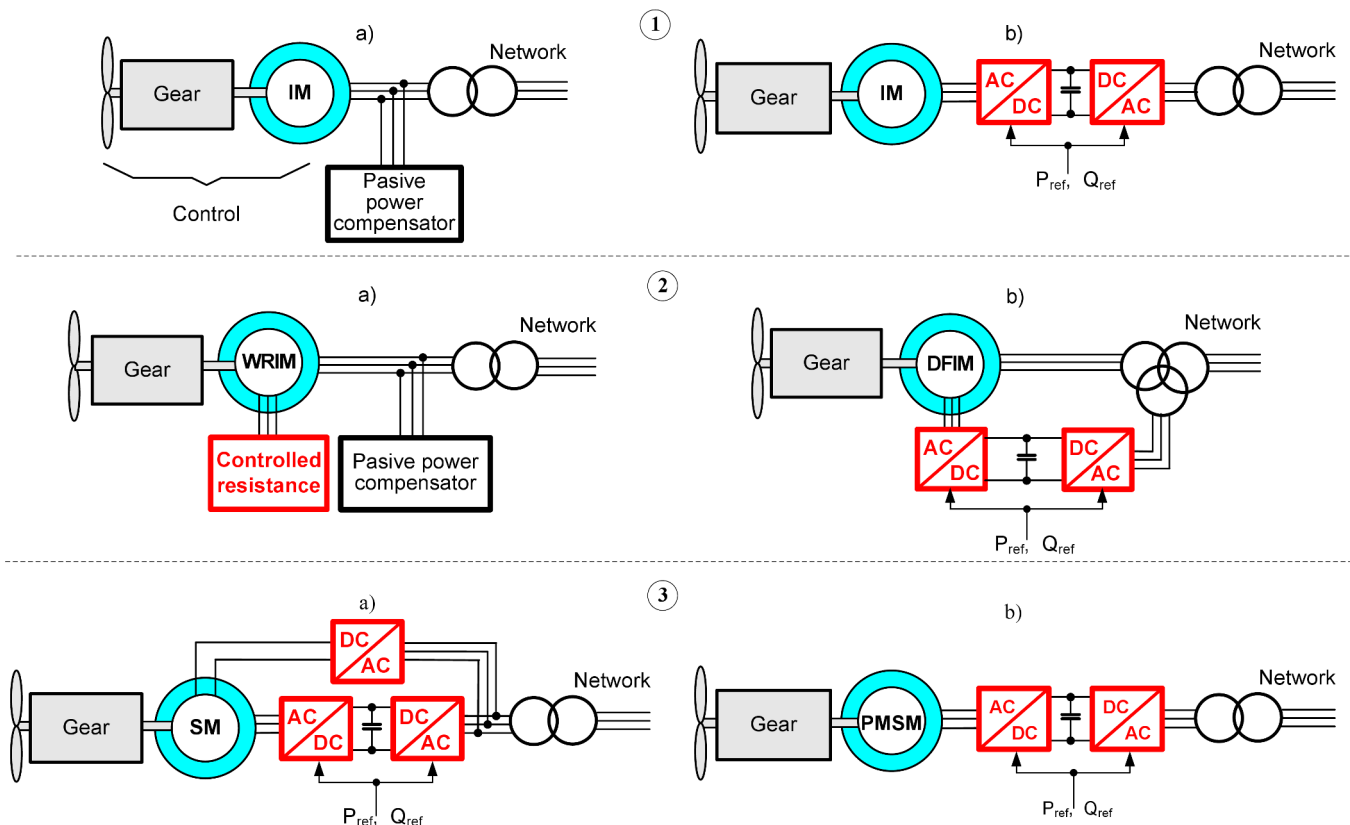 1
a)
Network
Gear
IM
Control
Pasive
power
compensator
b)
Network
Gear
IM
AC
DC
DC
AC
Pref, Qref
2
a)
Network
Gear
WRIM
Controlled
resistance
Pasive power
compensator
b)
Network
Gear
DFIM
AC
DC
DC
AC
Pref, Qref
3
a)
DC
AC
Network
Gear
SM
AC
DC
DC
AC
Pref, Qref
b)
Network
Gear
PMSM
AC
DC
DC
AC
Pref, Qref